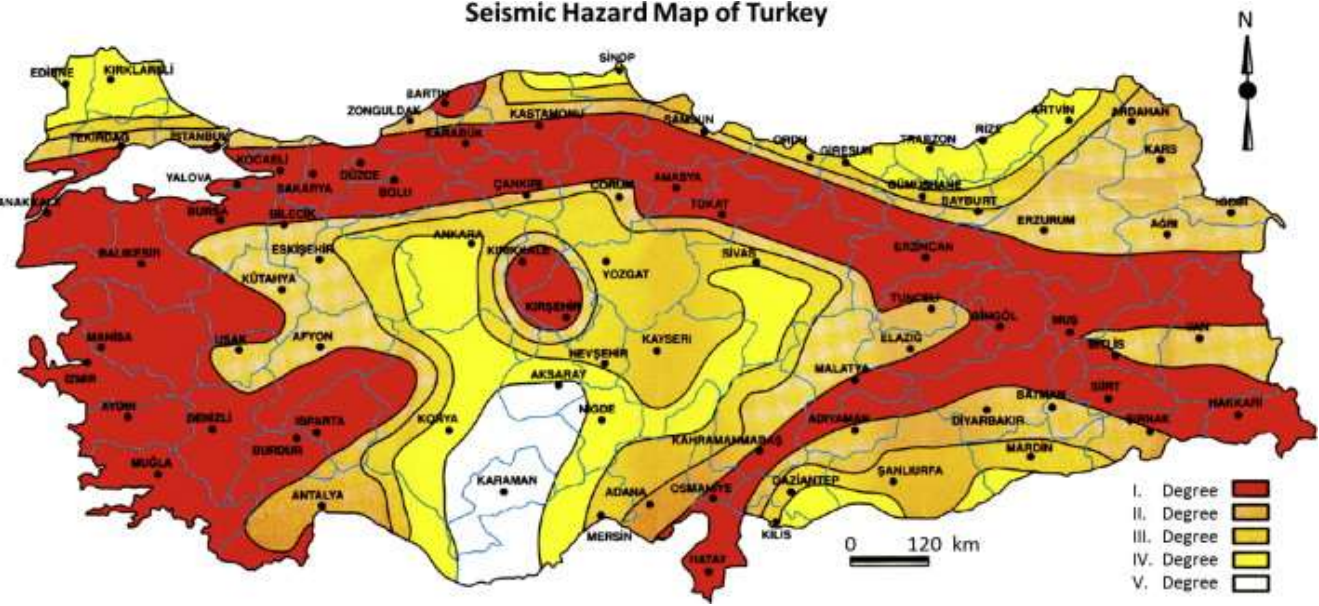 Seismic Hazard Map of Turkey
N
SİNOP
EDİRNE
KIRKLARELİ
BARTIN
ZONGULDAK
KASTAMONU
ARTVİN
ARDAHAN
SAMSUN
TEKİRDAĞ
İSTANBUL
KARABÜK
ORDU
GİRESUN
TRABZON
RİZE
KARS
KOCAELİ
YALOVA
SAKARYA
DÜZCE
BOLU
ÇANKIRI
ÇORUM
AMASYA
GÜMÜŞHANE
BAYBURT
ANAKKALE
BURSA
BİLECİK
TOKAT
ERZURUM
IĞDIR
AĞRI
BALIKESİR
ESKİŞEHİR
ANKARA
KIRIKKALE
YOZGAT
SİVAS
ERZİNCAN
KÜTAHYA
KIRŞEHİR
TUNCELİ
BİNGÖL
MUŞ
VAN
MANİSA
UŞAK
AFYON
NEVŞEHİR
KAYSERİ
ELAZIĞ
BİTLİS
İZMİR
AKSARAY
MALATYA
SİİRT
AYDIN
DENİZLİ
ISPARTA
BURDUR
KONYA
NİĞDE
KAHRAMANMARAŞ
ADIYAMAN
DİYARBAKIR
BATMAN
ŞIRNAK
HAKKARİ
MUĞLA
ANTALYA
KARAMAN
ADANA
OSMANİYE
GAZİANTEP
ŞANLIURFA
MARDİN
MERSİN
KİLİS
HATAY
0 120 km
I. Degree
II. Degree
III. Degree
IV. Degree
V. Degree